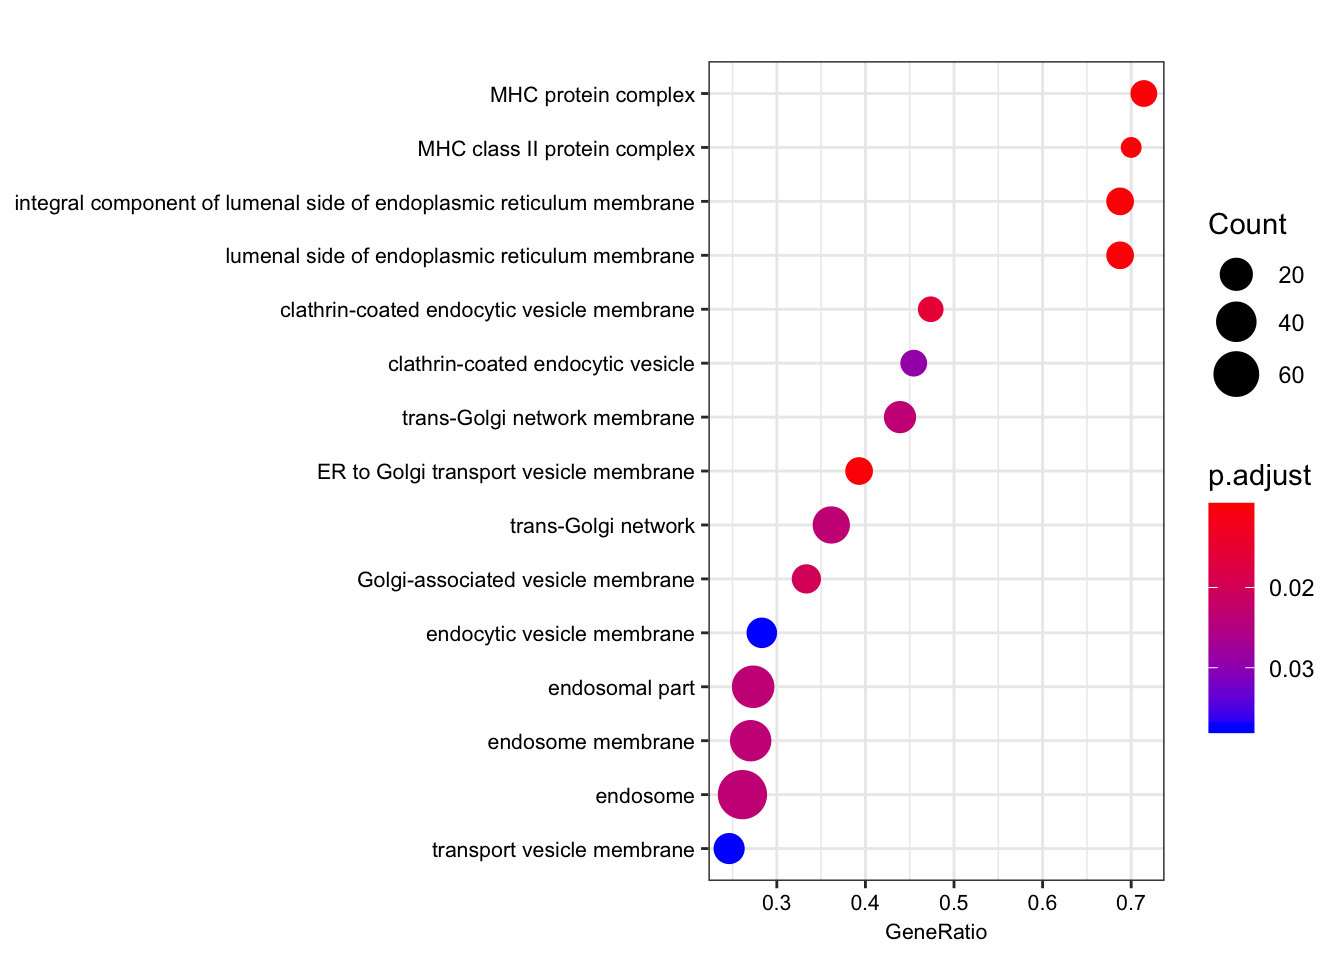 MHC protein complex
MHC class II protein complex
integral component of lumenal side of endoplasmic reticulum membrane
lumenal side of endoplasmic reticulum membrane
clathrin-coated endocytic vesicle membrane
clathrin-coated endocytic vesicle
trans-Golgi network membrane
ER to Golgi transport vesicle membrane
trans-Golgi network
Golgi-associated vesicle membrane
endocytic vesicle membrane
endosomal part
endosome membrane
endosome
transport vesicle membrane
0.3 0.4 0.5 0.6 0.7
GeneRatio
Count
20
40
60
p.adjust
0.02
0.03